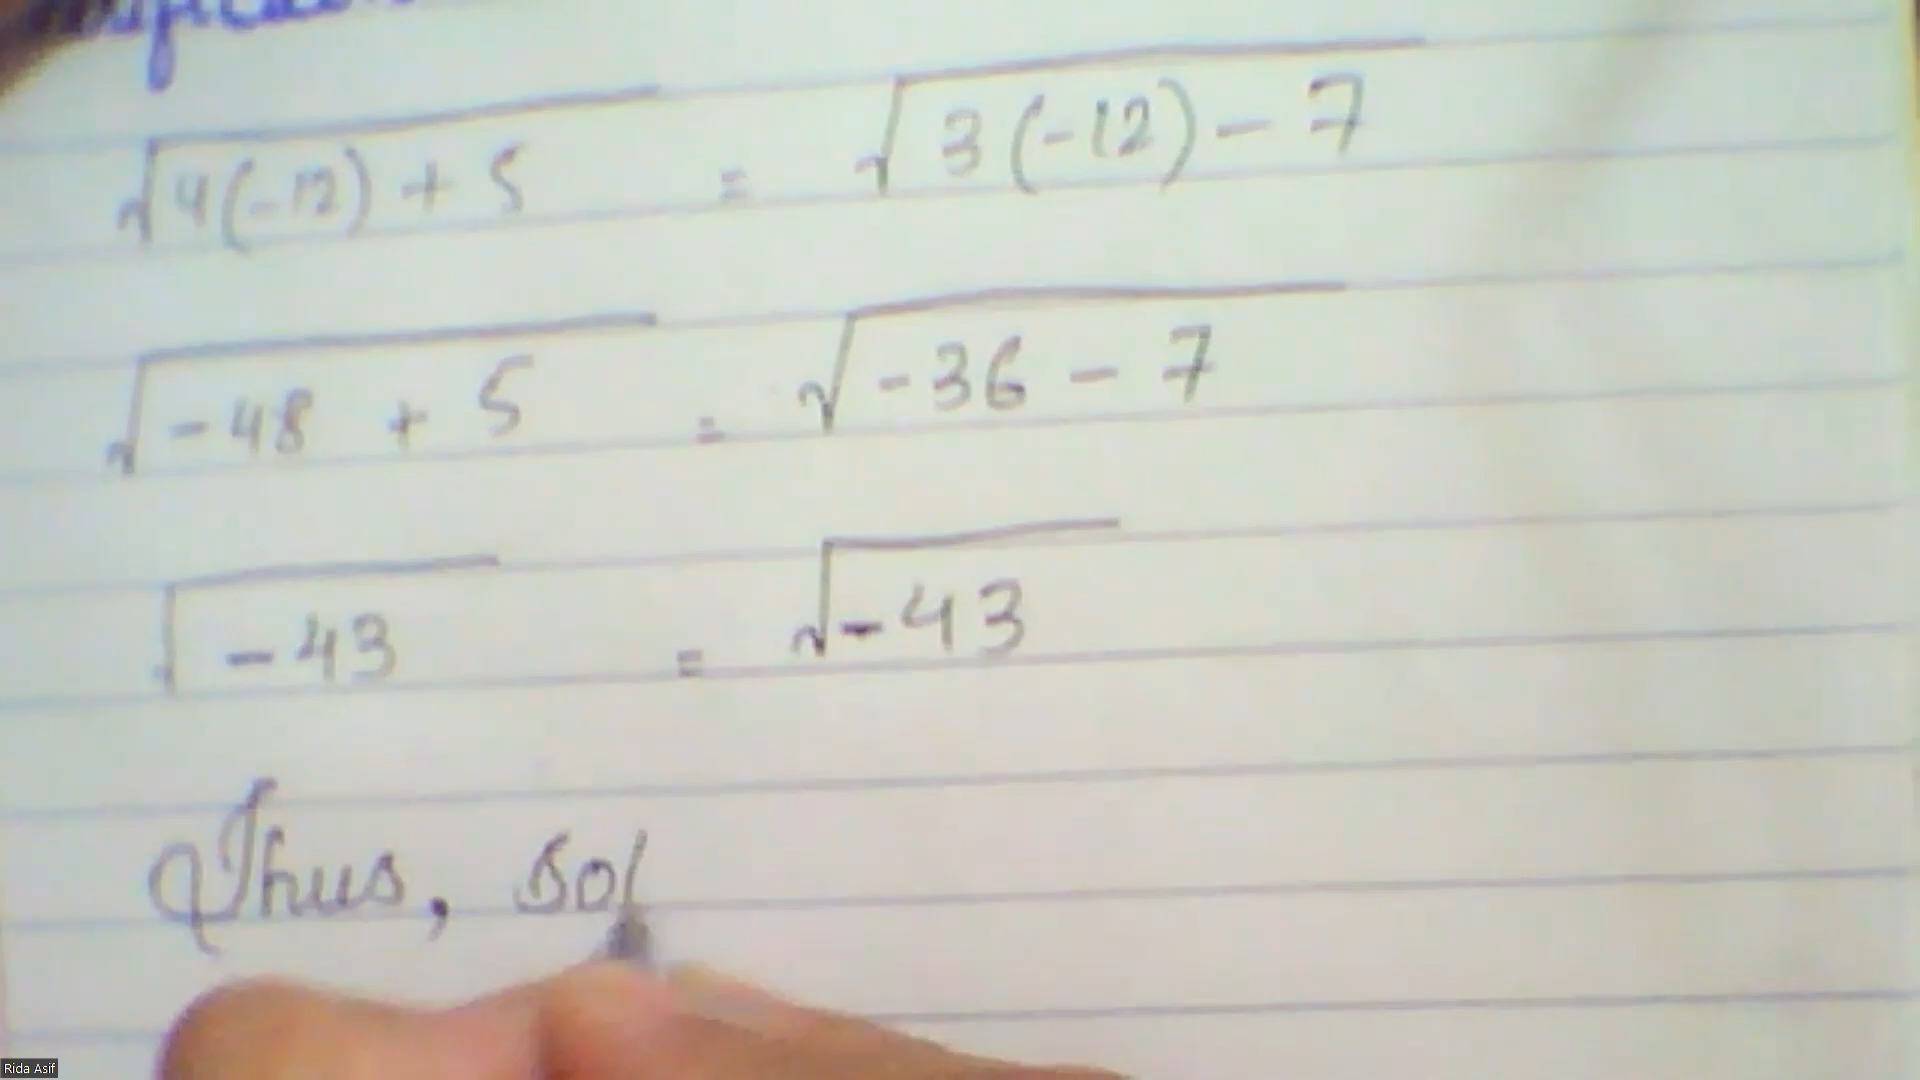 √4(-12) + 5 = √3(-12) - 7
√-48 + 5 = √-36 - 7
√-43 = √-43
Thus, sol
Rida Asif